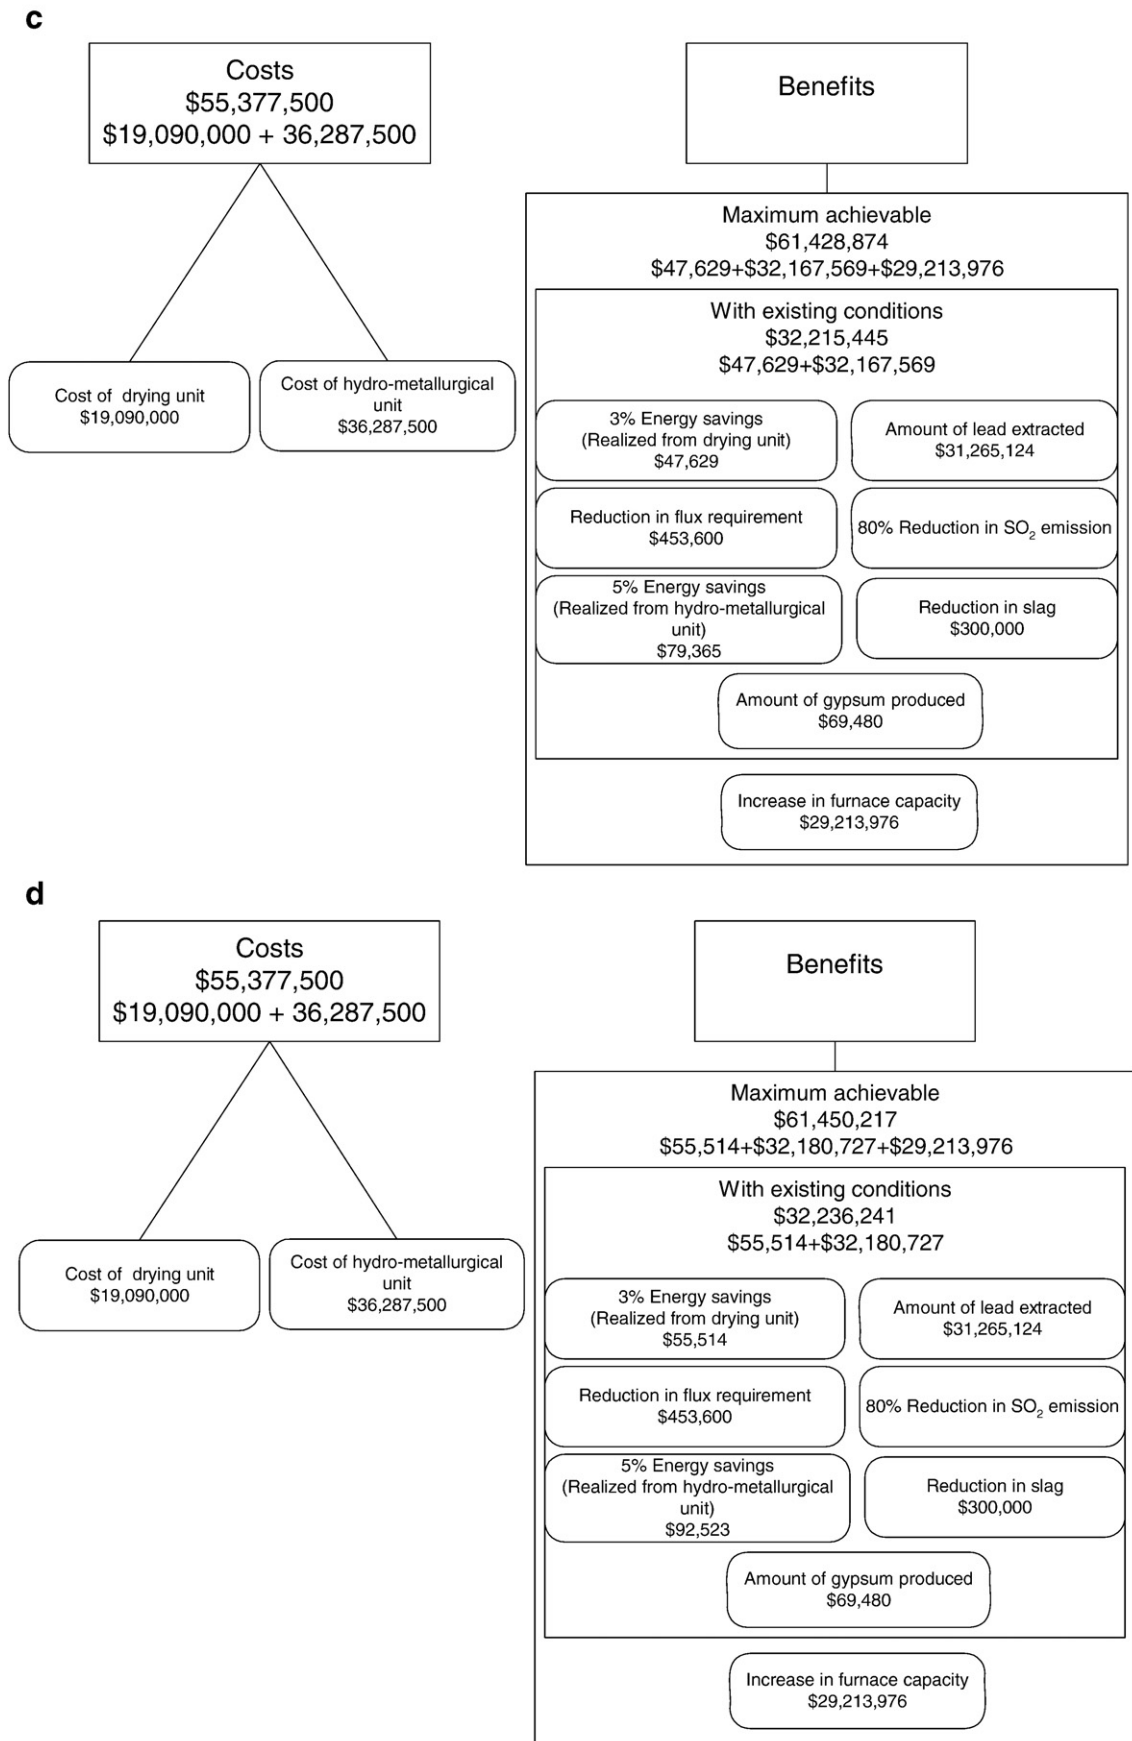 c
Costs
$55,377,500
$19,090,000 + 36,287,500
Benefits
Maximum achievable
$61,428,874
$47,629+$32,167,569+$29,213,976
With existing conditions
$32,215,445
$47,629+$32,167,569
Cost of drying unit
$19,090,000
Cost of hydro-metallurgical
unit
$36,287,500
3% Energy savings
(Realized from drying unit)
$47,629
Amount of lead extracted
$31,265,124
Reduction in flux requirement
$453,600
80% Reduction in SO2 emission
5% Energy savings
(Realized from hydro-metallurgical
unit)
$79,365
Reduction in slag
$300,000
Amount of gypsum produced
$69,480
Increase in furnace capacity
$29,213,976
d
Costs
$55,377,500
$19,090,000 + 36,287,500
Benefits
Maximum achievable
$61,450,217
$55,514+$32,180,727+$29,213,976
With existing conditions
$32,236,241
$55,514+$32,180,727
Cost of drying unit
$19,090,000
Cost of hydro-metallurgical
unit
$36,287,500
3% Energy savings
(Realized from drying unit)
$55,514
Amount of lead extracted
$31,265,124
Reduction in flux requirement
$453,600
80% Reduction in SO2 emission
5% Energy savings
(Realized from hydro-metallurgical
unit)
$92,523
Reduction in slag
$300,000
Amount of gypsum produced
$69,480
Increase in furnace capacity
$29,213,976